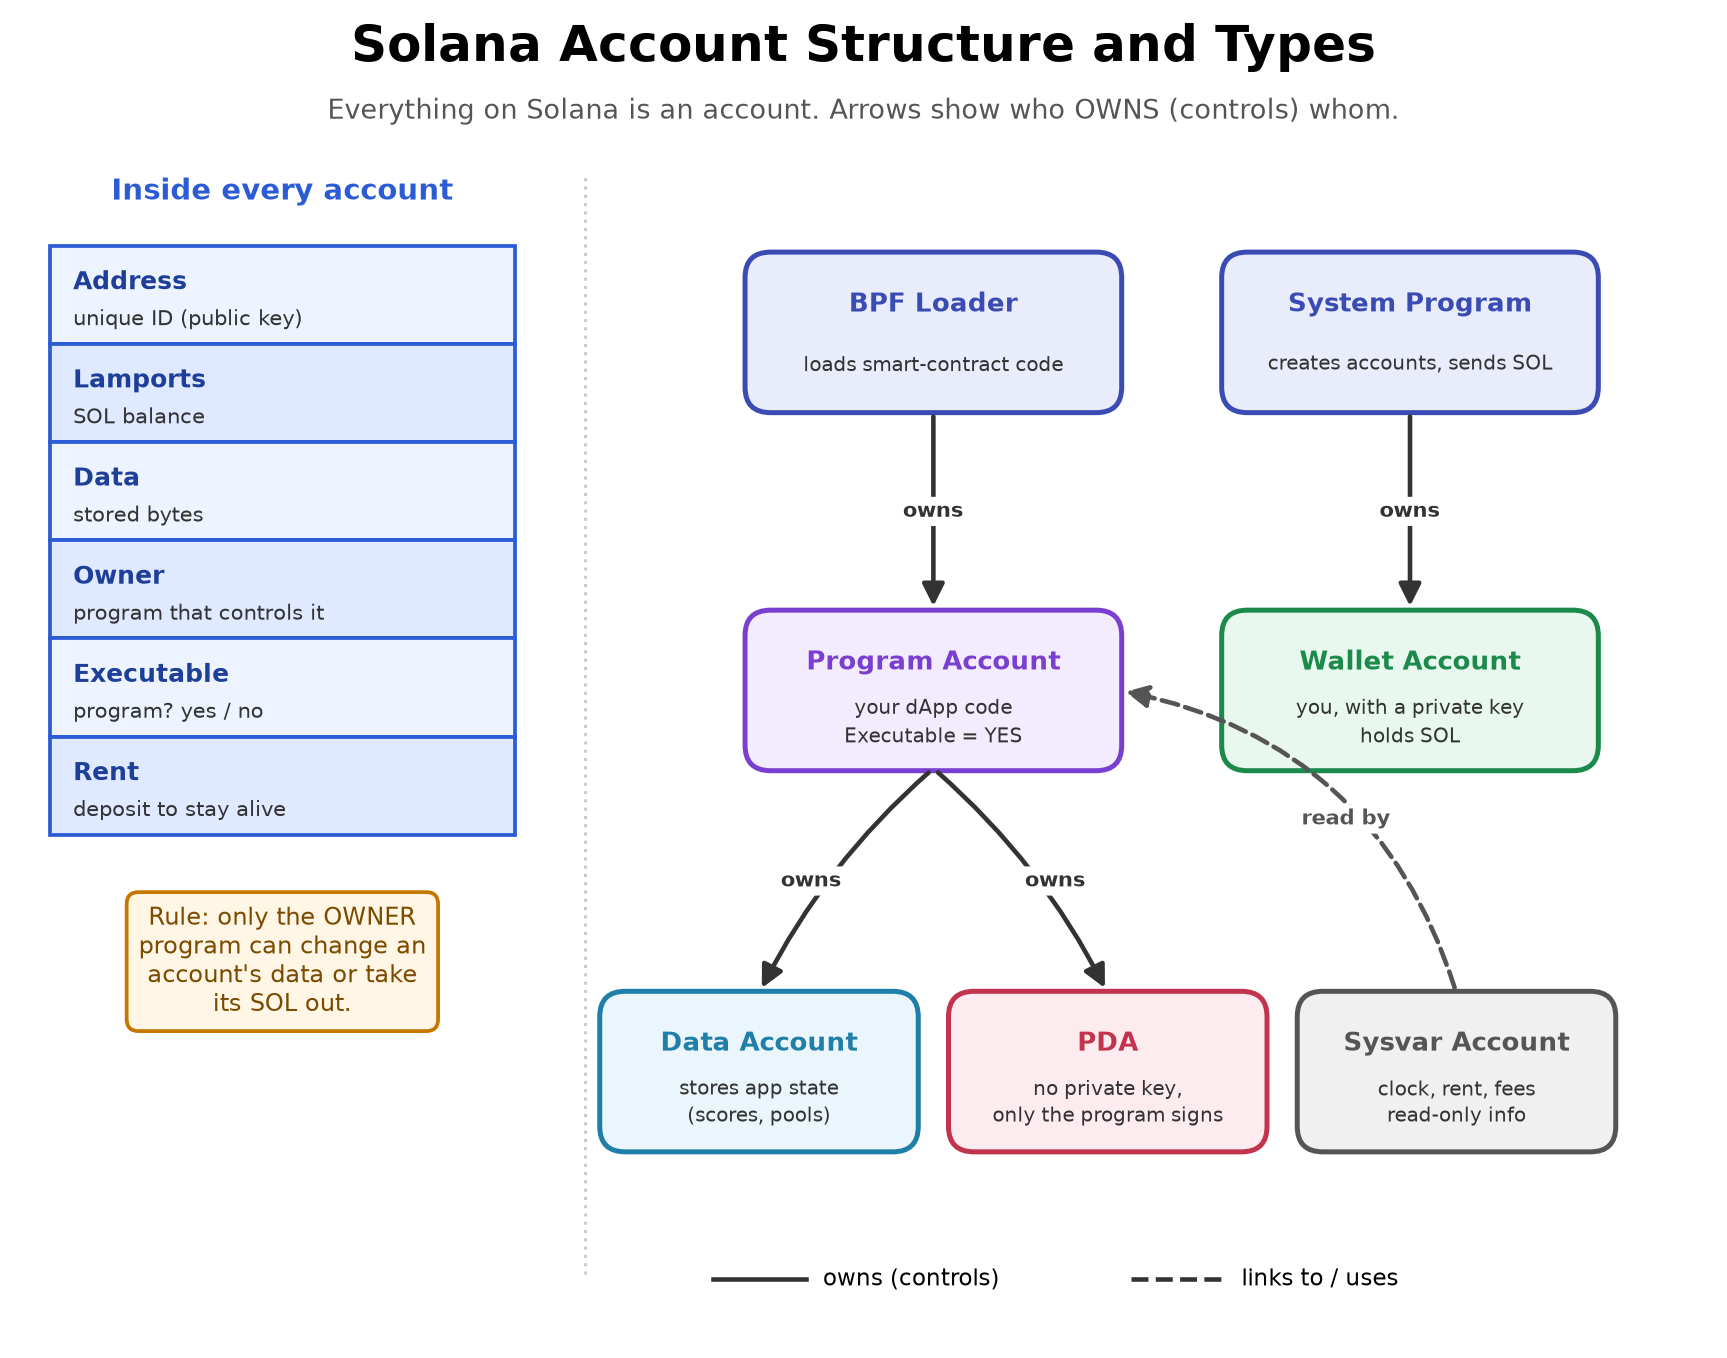 Solana Account Structure and Types
Everything on Solana is an account. Arrows show who OWNS (controls) whom.
Inside every account
Address
unique ID (public key)
Lamports
SOL balance
Data
stored bytes
Owner
program that controls it
Executable
program? yes / no
Rent
deposit to stay alive
Rule: only the OWNER
program can change an
account's data or take
its SOL out.
BPF Loader
loads smart-contract code
System Program
creates accounts, sends SOL
owns
owns
Program Account
your dApp code
Executable = YES
Wallet Account
you, with a private key
holds SOL
read by
owns
owns
Data Account
stores app state
(scores, pools)
PDA
no private key,
only the program signs
Sysvar Account
clock, rent, fees
read-only info
owns (controls)
links to / uses